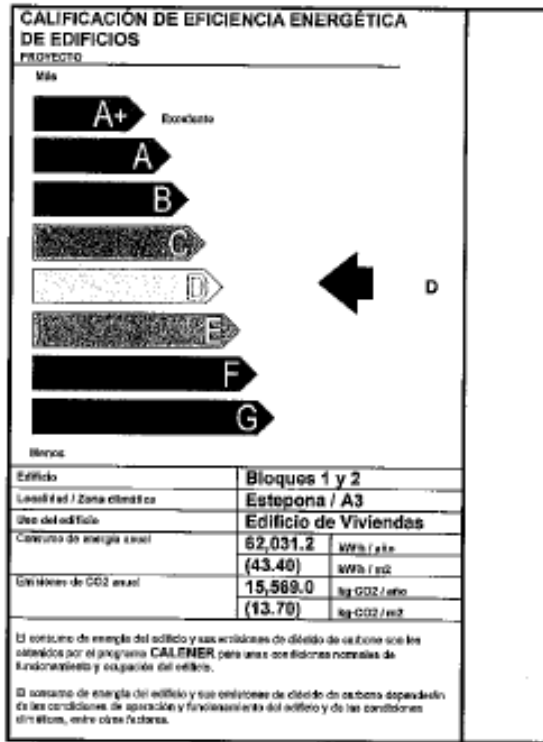 CALIFICACIÓN DE EFICIENCIA ENERGÉTICA
DE EDIFICIOS
PROYECTO
Más
A+ Excelente
A
B
C
D D
E
F
G
Menos
Edificio Bloques 1 y 2
Localidad / Zona climática Estepona / A3
Uso del edificio Edificio de Viviendas
Consumo de energía anual 62,031.2 kWh / año
(43.40) kWh / m2
Emisiones de CO2 anual 15,569.0 kg CO2 / año
(13.70) kg CO2 / m2
El consumo de energía del edificio y sus emisiones de dióxido de carbono son las
obtenidos por el programa CALENER para unas condiciones normales de
funcionamiento y ocupación del edificio.
El consumo de energía del edificio y sus emisiones de dióxido de carbono dependerán
de las condiciones de operación y funcionamiento del edificio y de las condiciones
climáticas, entre otros factores.